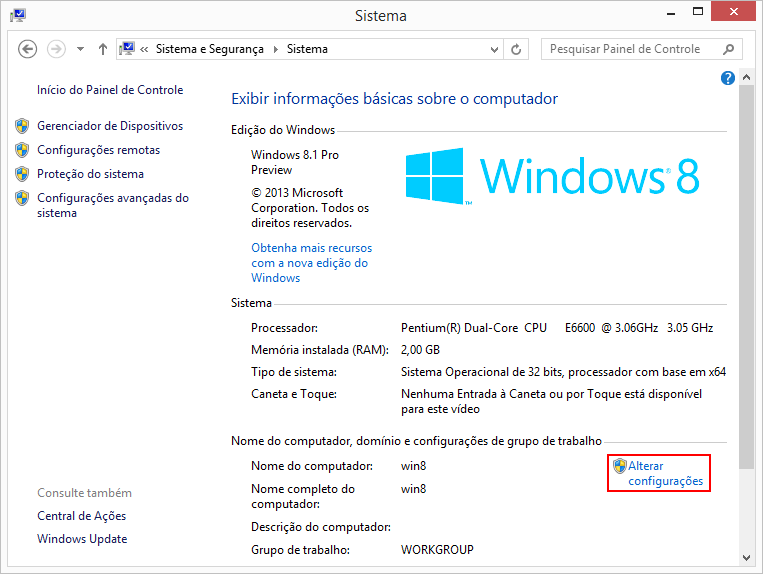 Sistema
« Sistema e Segurança Sistema
Pesquisar Painel de Controle
Início do Painel de Controle
Gerenciador de Dispositivos
Configurações remotas
Proteção do sistema
Configurações avançadas do
sistema
Consulte também
Central de Ações
Windows Update
Exibir informações básicas sobre o computador
Edição do Windows
Windows 8.1 Pro
Preview
© 2013 Microsoft
Corporation. Todos os
direitos reservados.
Obtenha mais recursos
com a nova edição do
Windows
Windows® 8
™
Sistema
Processador: Pentium(R) Dual-Core CPU E6600 @ 3.06GHz 3.05 GHz
Memória instalada (RAM): 2,00 GB
Tipo de sistema: Sistema Operacional de 32 bits, processador com base em x64
Caneta e Toque: Nenhuma Entrada à Caneta ou por Toque está disponível
para este vídeo
Nome do computador, domínio e configurações de grupo de trabalho
Nome do computador: win8
Alterar
configurações
Nome completo do
computador:
win8
Descrição do computador:
Grupo de trabalho: WORKGROUP